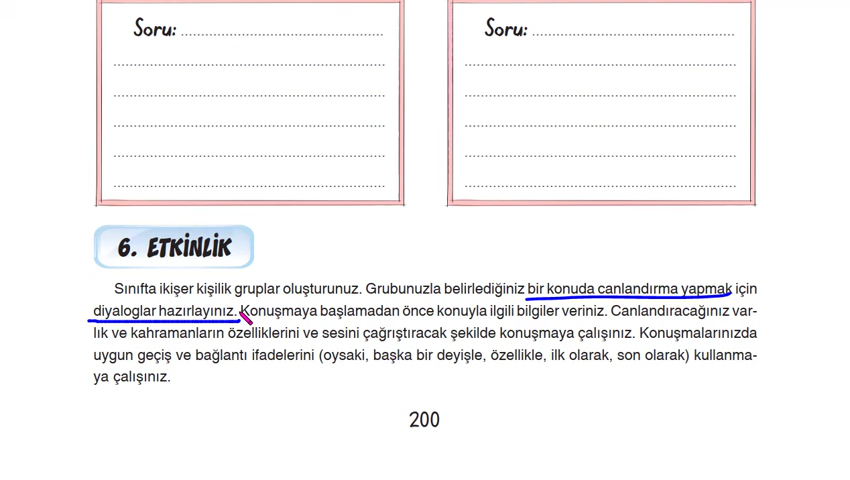 Soru: Soru:
6. ETKİNLİK
Sınıfta ikişer kişilik gruplar oluşturunuz. Grubunuzla belirlediğiniz bir konuda canlandırma yapmak için
diyaloglar hazırlayınız. Konuşmaya başlamadan önce konuyla ilgili bilgiler veriniz. Canlandıracağınız var-
lık ve kahramanların özelliklerini ve sesini çağrıştıracak şekilde konuşmaya çalışınız. Konuşmalarınızda
uygun geçiş ve bağlantı ifadelerini (oysaki, başka bir deyişle, özellikle, ilk olarak, son olarak) kullanma-
ya çalışınız.
200